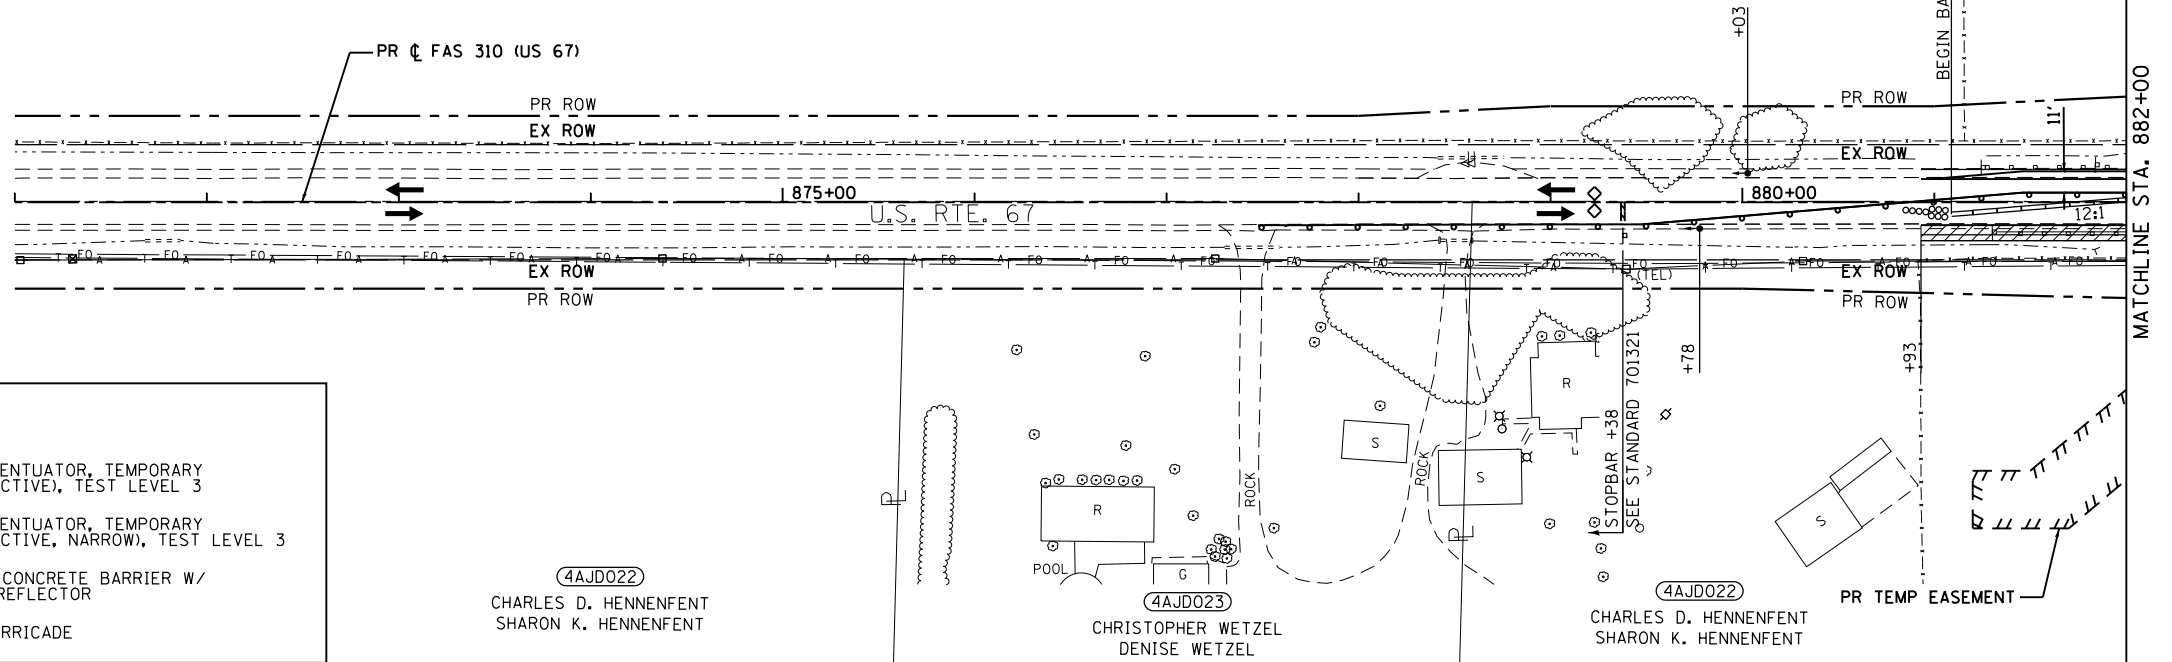 +03
BEGIN BA
PR ℄ FAS 310 (US 67)
PR ROW
PR ROW
EX ROW
EX ROW
11'
MATCHLINE STA. 882+00
875+00
880+00
U.S. RTE. 67
12:1
EX ROW
(TEL)
EX ROW
PR ROW
PR ROW
+78
+93
STOPBAR +38
SEE STANDARD 701321
R
S
S
S
R
ROCK
ROCK
POOL
G
ENTUATOR, TEMPORARY
CTIVE), TEST LEVEL 3
ENTUATOR, TEMPORARY
CTIVE, NARROW), TEST LEVEL 3
CONCRETE BARRIER W/
REFLECTOR
RRICADE
4AJD022
CHARLES D. HENNENFENT
SHARON K. HENNENFENT
4AJD023
CHRISTOPHER WETZEL
DENISE WETZEL
4AJD022
CHARLES D. HENNENFENT
SHARON K. HENNENFENT
PR TEMP EASEMENT